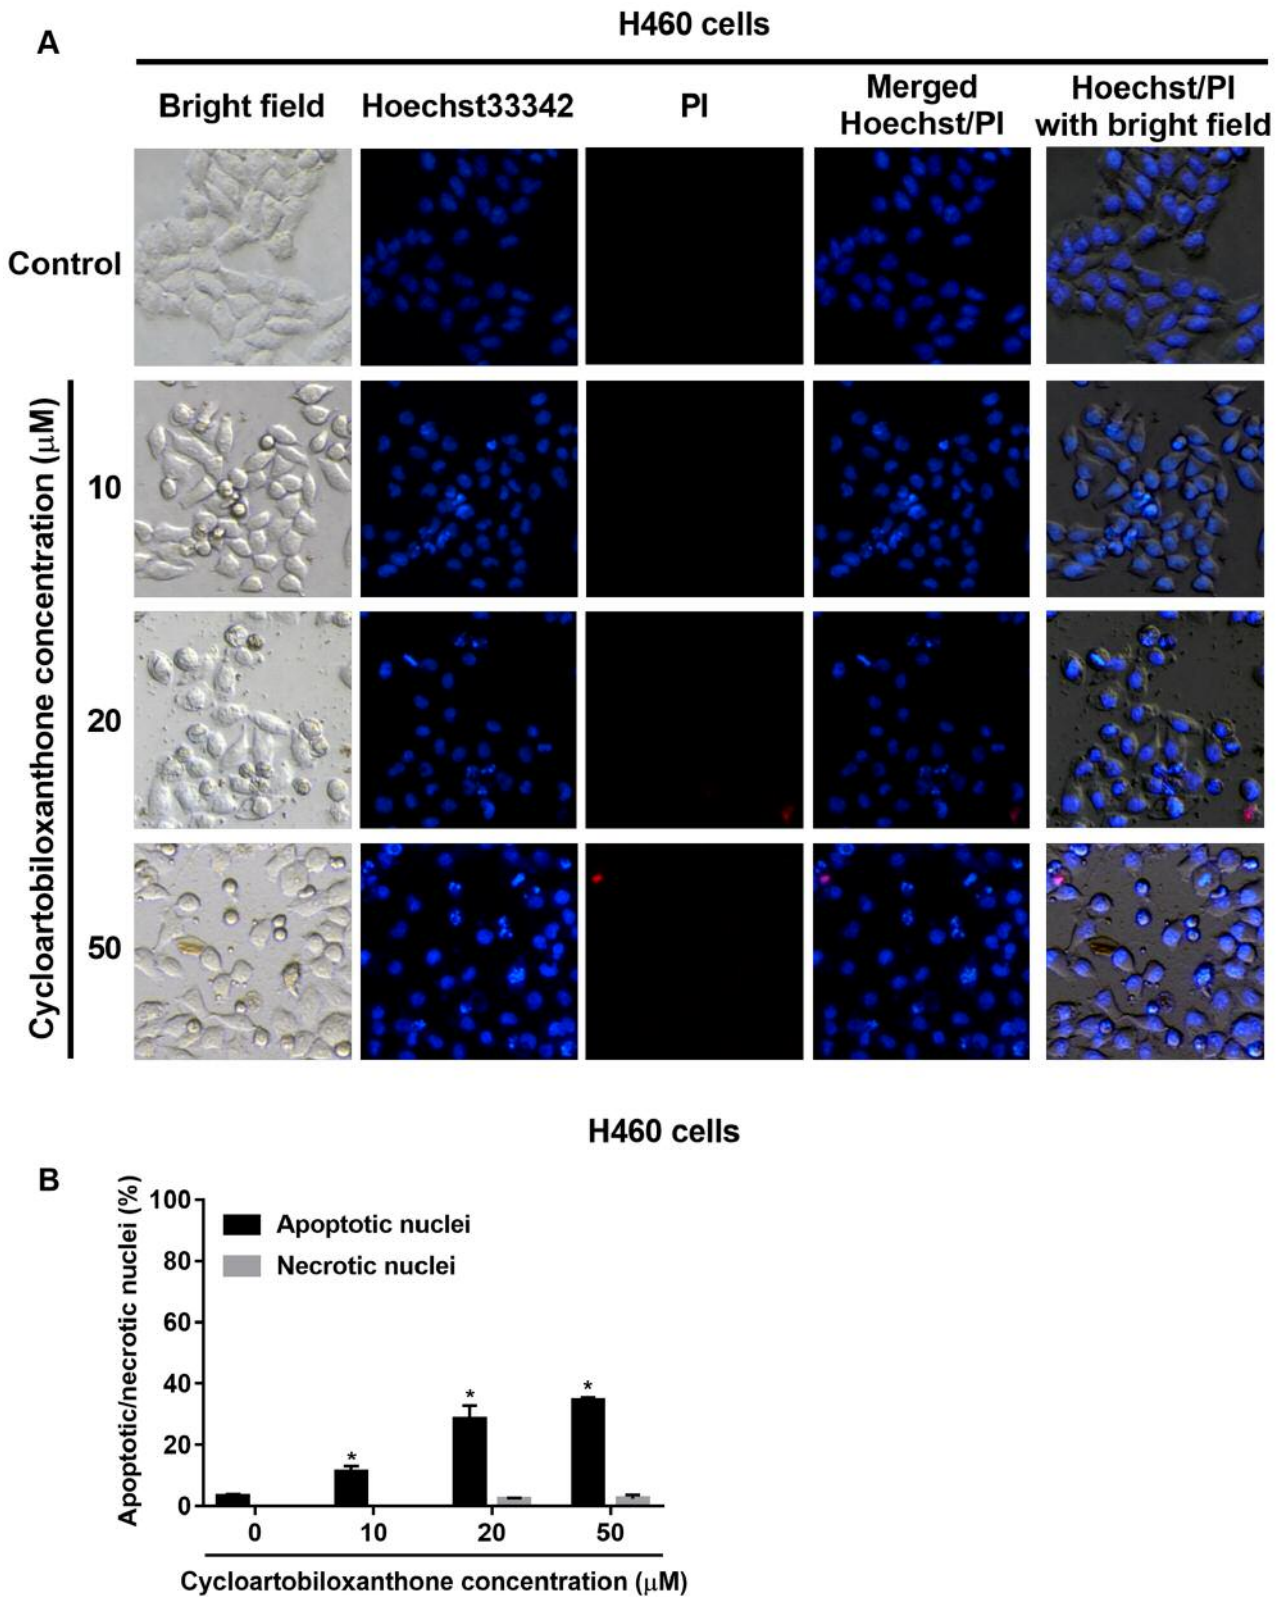 A
H460 cells
Bright field
Hoechst33342
PI
Merged
Hoechst/PI
Hoechst/PI
with bright field
Control
Cycloartobiloxanthone concentration (μM)
10
20
50
H460 cells
B
Apoptotic/necrotic nuclei (%)
100
80
60
40
20
0
Apoptotic nuclei
Necrotic nuclei
*
*
*
0
10
20
50
Cycloartobiloxanthone concentration (μM)